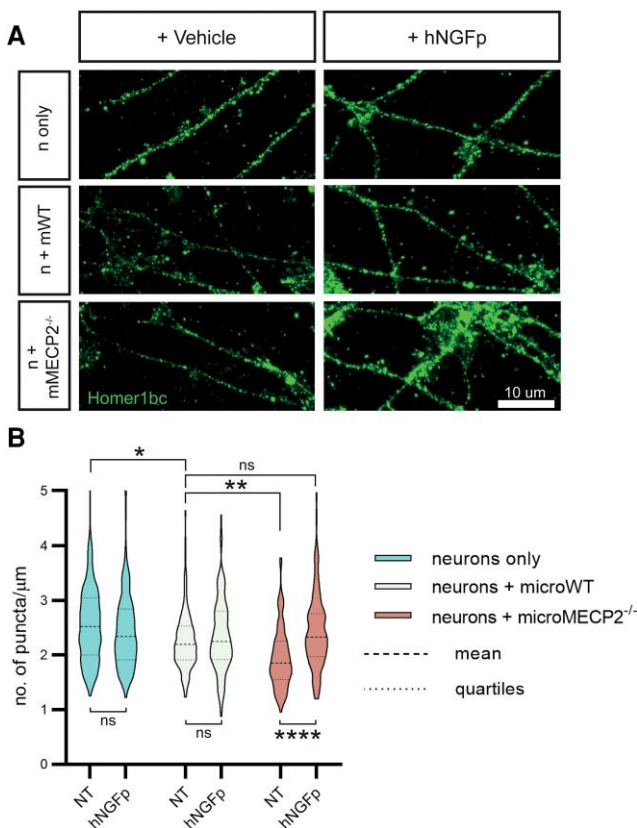 A
+ Vehicle
+ hNGFp
n only
n + mWT
n +
mMECP2-/-
Homer1bc
10 um
B
*
ns
**
5
4
3
2
1
0
no. of puncta/μm
ns
ns
****
NT
hNGFp
NT
hNGFp
NT
hNGFp
neurons only
neurons + microWT
neurons + microMECP2-/-
mean
quartiles